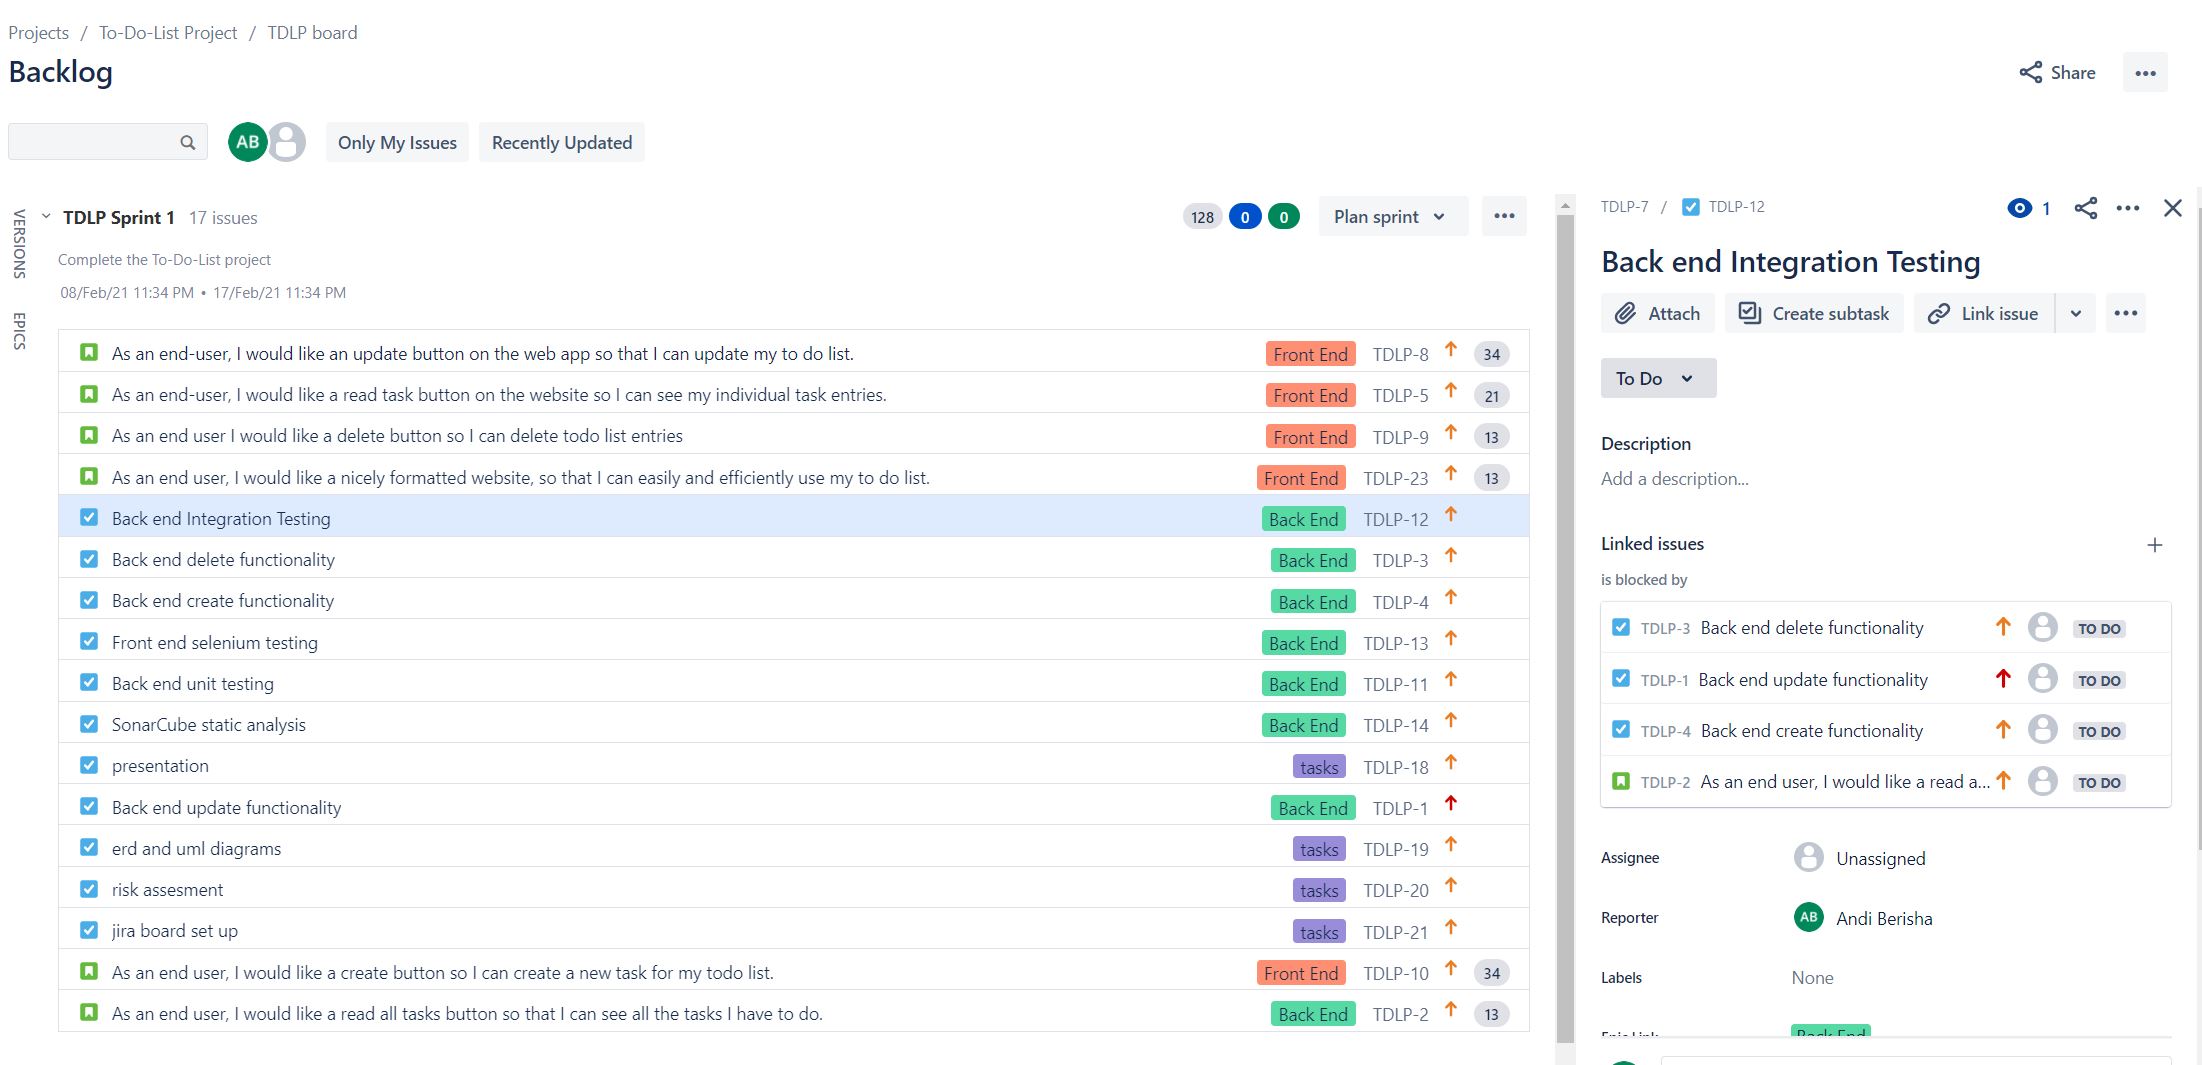 Projects / To-Do-List Project / TDLP board
Backlog
Share
AB
Only My Issues
Recently Updated
VERSIONS
EPICS
TDLP Sprint 1 17 issues
128 0 0 Plan sprint
Complete the To-Do-List project
08/Feb/21 11:34 PM • 17/Feb/21 11:34 PM
As an end-user, I would like an update button on the web app so that I can update my to do list. Front End TDLP-8 34
As an end-user, I would like a read task button on the website so I can see my individual task entries. Front End TDLP-5 21
As an end user I would like a delete button so I can delete todo list entries Front End TDLP-9 13
As an end user, I would like a nicely formatted website, so that I can easily and efficiently use my to do list. Front End TDLP-23 13
Back end Integration Testing Back End TDLP-12
Back end delete functionality Back End TDLP-3
Back end create functionality Back End TDLP-4
Front end selenium testing Back End TDLP-13
Back end unit testing Back End TDLP-11
SonarCube static analysis Back End TDLP-14
presentation tasks TDLP-18
Back end update functionality Back End TDLP-1
erd and uml diagrams tasks TDLP-19
risk assesment tasks TDLP-20
jira board set up tasks TDLP-21
As an end user, I would like a create button so I can create a new task for my todo list. Front End TDLP-10 34
As an end user, I would like a read all tasks button so that I can see all the tasks I have to do. Back End TDLP-2 13
TDLP-7 / TDLP-12 1
Back end Integration Testing
Attach Create subtask Link issue
To Do
Description
Add a description...
Linked issues
is blocked by
TDLP-3 Back end delete functionality TO DO
TDLP-1 Back end update functionality TO DO
TDLP-4 Back end create functionality TO DO
TDLP-2 As an end user, I would like a read a... TO DO
Assignee Unassigned
Reporter AB Andi Berisha
Labels None
Epic Link Back End